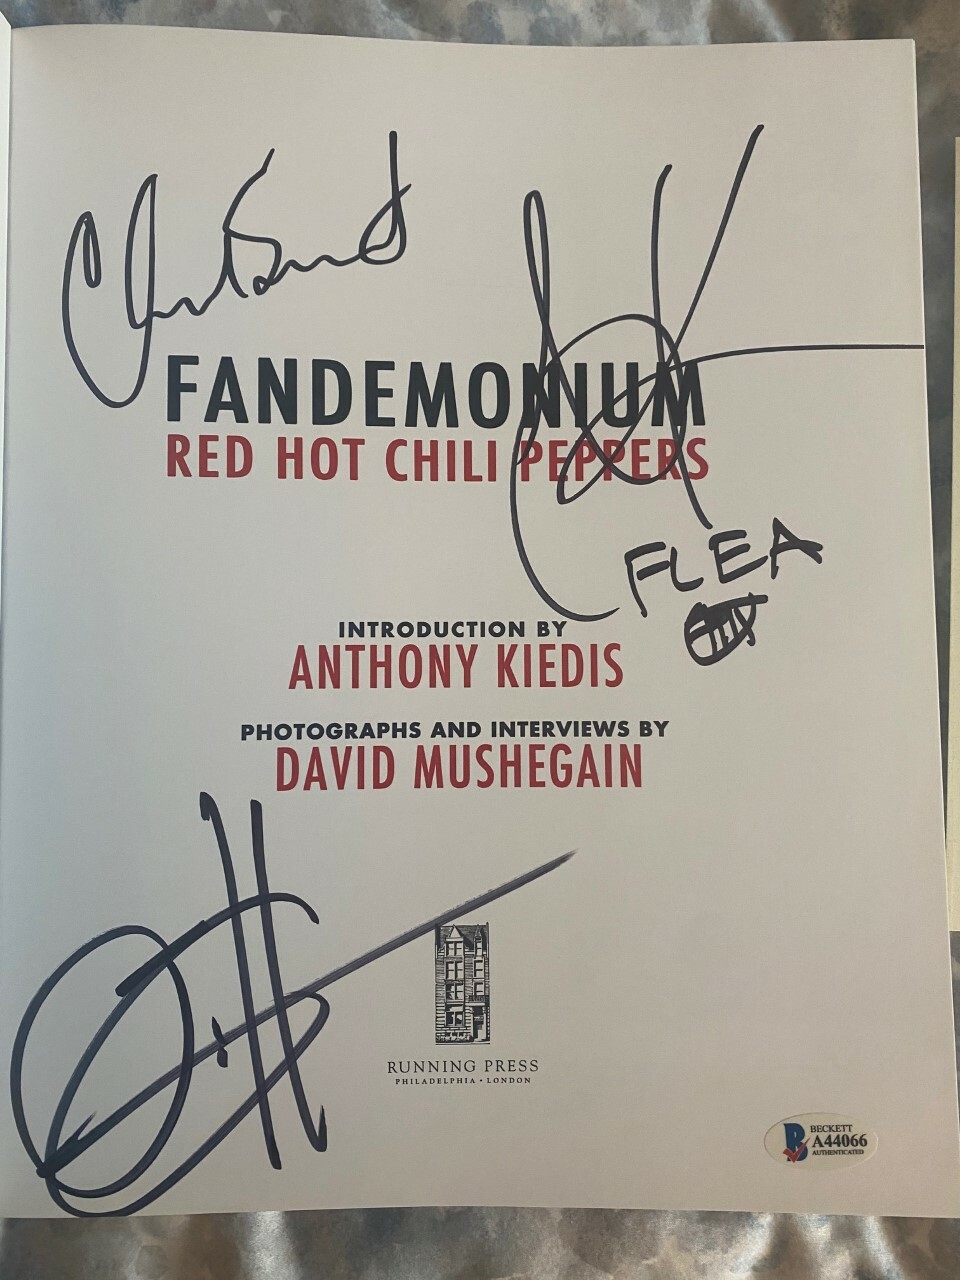 FANDEMONIUM
RED HOT CHILI PEPPERS
FLEA
INTRODUCTION BY
ANTHONY KIEDIS
PHOTOGRAPHS AND INTERVIEWS BY
DAVID MUSHEGAIN
RUNNING PRESS
PHILADELPHIA • LONDON
BECKETT
A44066
AUTHENTICATED